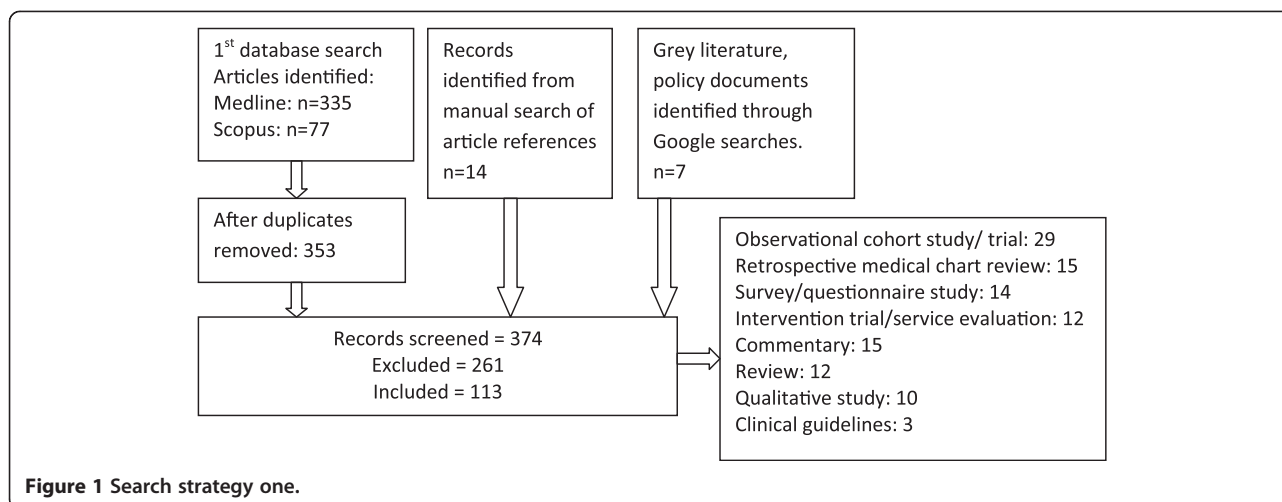 1st database search
Articles identified:
Medline: n=335
Scopus: n=77
Records
identified from
manual search of
article references
n=14
Grey literature,
policy documents
identified through
Google searches.
n=7
After duplicates
removed: 353
Records screened = 374
Excluded = 261
Included = 113
Observational cohort study/ trial: 29
Retrospective medical chart review: 15
Survey/questionnaire study: 14
Intervention trial/service evaluation: 12
Commentary: 15
Review: 12
Qualitative study: 10
Clinical guidelines: 3
Figure 1 Search strategy one.